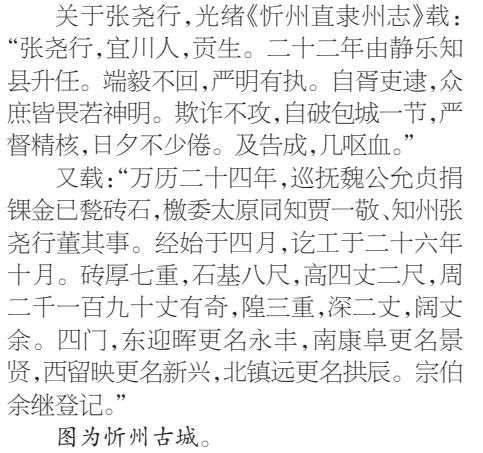 关于张尧行,光绪《忻州直隶州志》载:
“张尧行,宜川人,贡生。二十二年由静乐知
县升任。端毅不回,严明有执。自胥吏逮,众
庶皆畏若神明。欺诈不攻,自破包城一节,严
督精核,日夕不少倦。及告成,几呕血。”
又载:“万历二十四年,巡抚魏公允贞捐
锞金已甃砖石,檄委太原同知贾一敬、知州张
尧行董其事。经始于四月,讫工于二十六年
十月。砖厚七重,石基八尺,高四丈二尺,周
二千一百九十丈有奇,隍三重,深二丈,阔丈
余。四门,东迎晖更名永丰,南康阜更名景
贤,西留映更名新兴,北镇远更名拱辰。宗伯
余继登记。”
图为忻州古城。